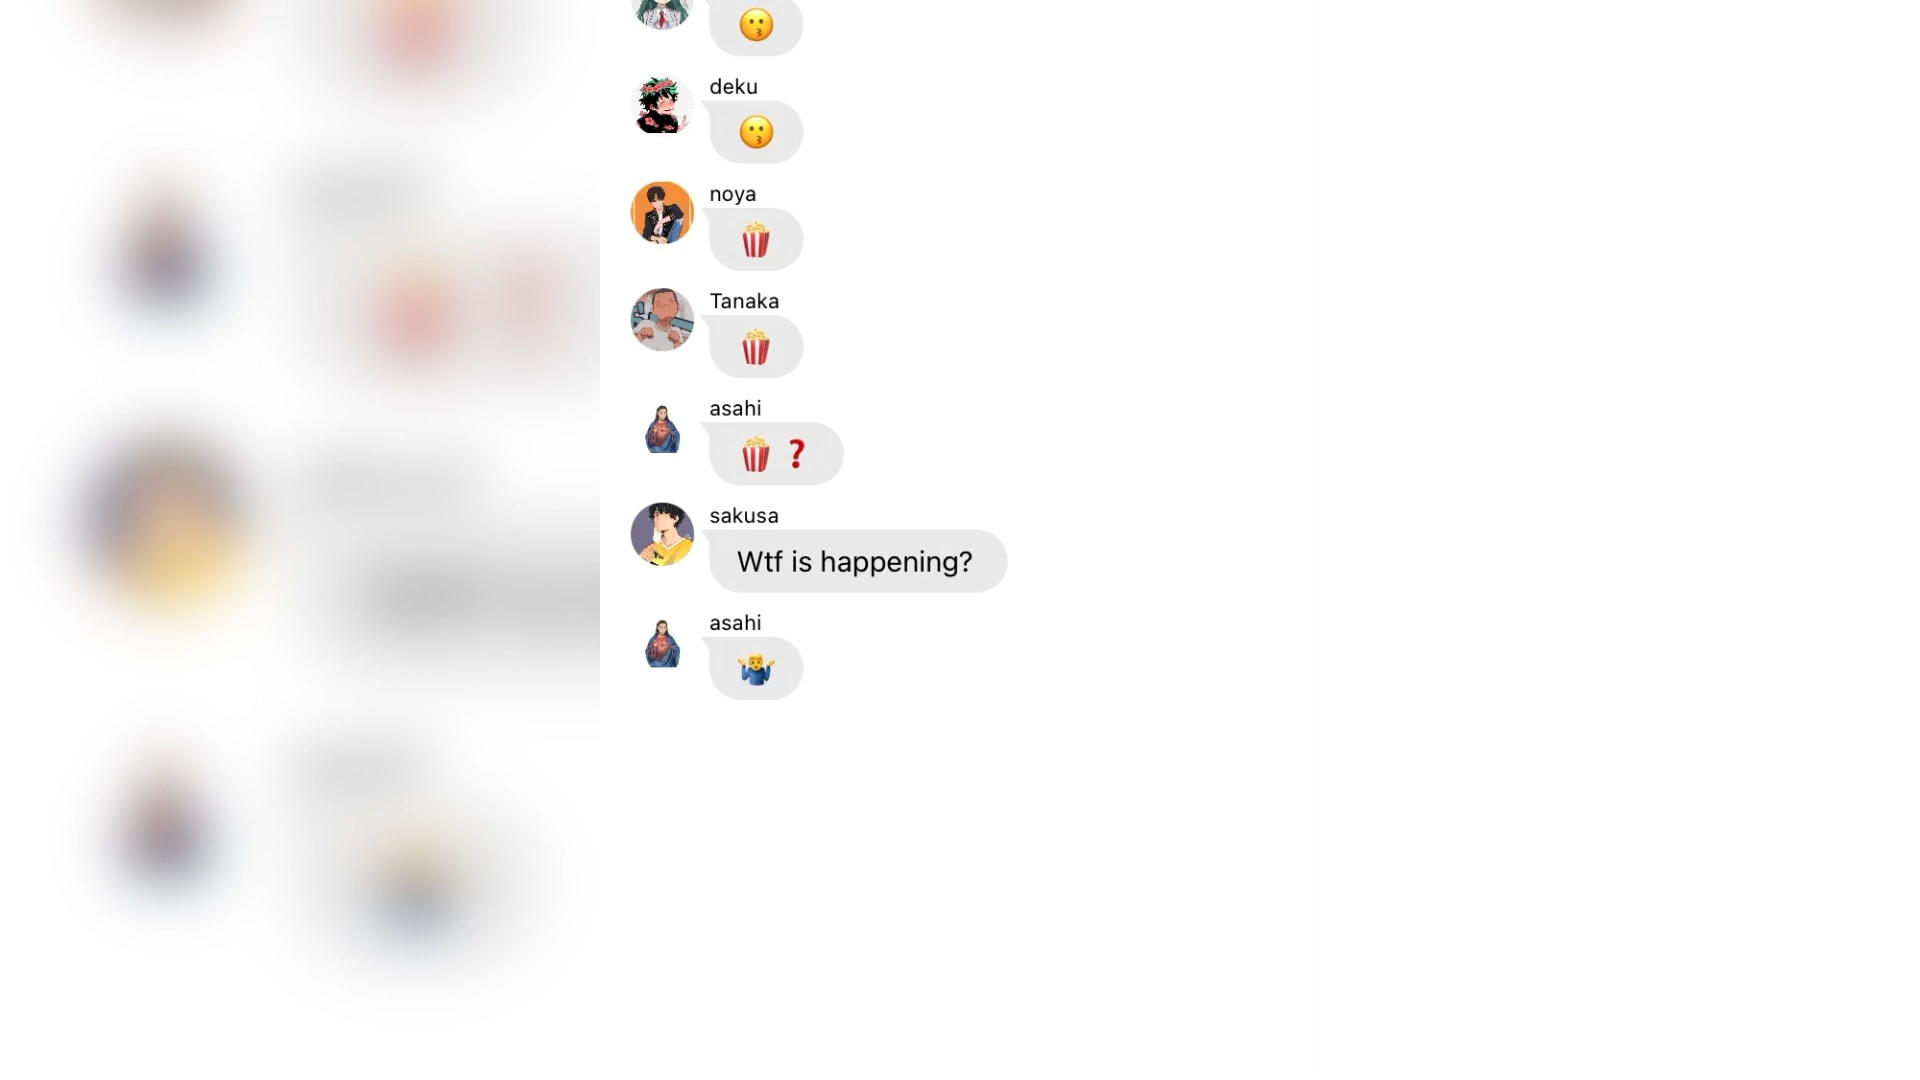 😗
deku
😗
noya
🍿
Tanaka
🍿
asahi
🍿❓
sakusa
Wtf is happening?
asahi
🤷‍♂️